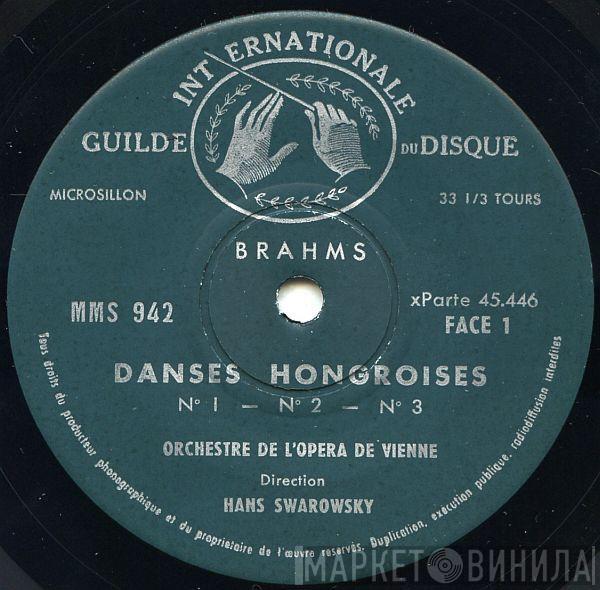 INTERNATIONALE
GUILDE DU DISQUE
MICROSILLON
33 1/3 TOURS
BRAHMS
MMS 942
xParte 45.446
FACE 1
DANSES HONGROISES
N° 1 – N° 2 – N° 3
ORCHESTRE DE L'OPERA DE VIENNE
Direction
HANS SWAROWSKY
Tous droits du producteur phonographique et du propriétaire de l'œuvre reservés. Duplication, exécution publique, radiodiffusion interdites
МАРКЕТ ВИНИЛА